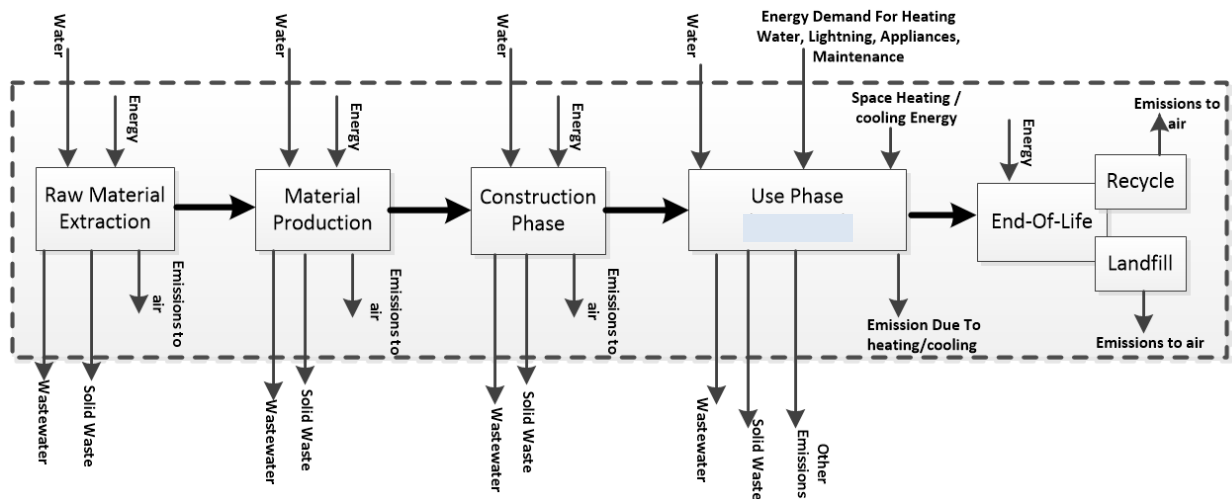 Water
Water
Water
Water
Energy Demand For Heating
Water, Lightning, Appliances,
Maintenance
Energy
Energy
Energy
Space Heating /
cooling Energy
Energy
Emissions to
air
Raw Material
Extraction
Material
Production
Construction
Phase
Use Phase
End-Of-Life
Recycle
Landfill
Emissions to
air
Emissions to
air
Emissions to
air
Emission Due To
heating/cooling
Emissions to air
Wastewater
Solid Waste
Wastewater
Solid Waste
Wastewater
Solid Waste
Wastewater
Solid Waste
Other
Emissions